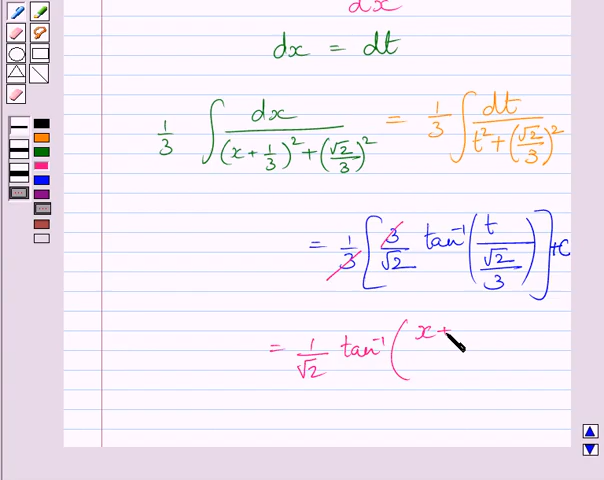 dx
dx = dt
1/3 ∫ dx/((x + 1/3)² + (√2/3)²) = 1/3 ∫ dt/(t² + (√2/3)²)
= 1/3 [3/√2 tan⁻¹(t/(√2/3))] + C
= 1/√2 tan⁻¹(x +